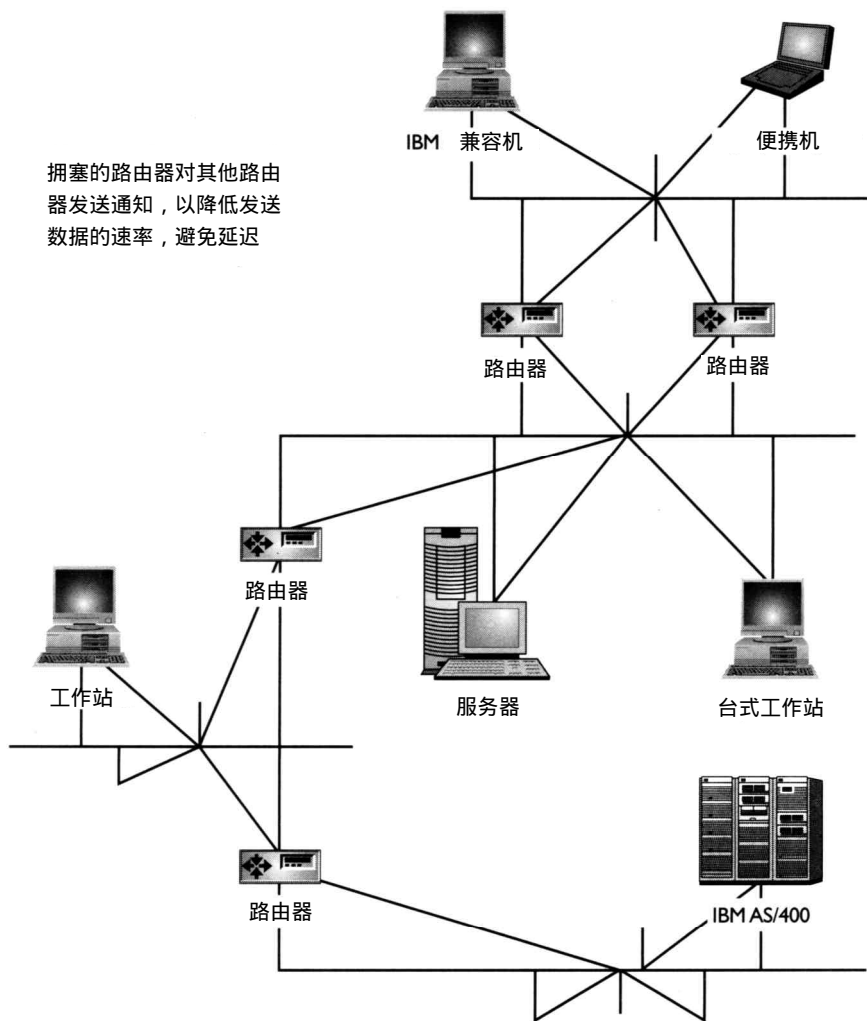 IBM 兼容机
便携机
拥塞的路由器对其他路由
器发送通知，以降低发送
数据的速率，避免延迟
路由器
路由器
路由器
工作站
服务器
台式工作站
路由器
IBM AS/400